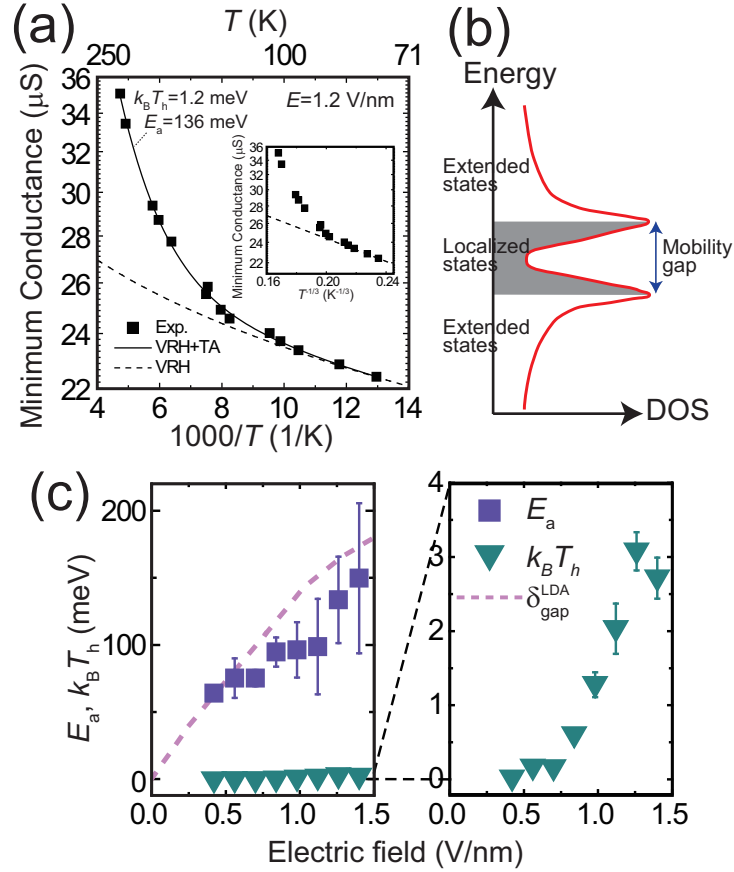 (a)
T (K)
250 100 71
36
34
32
30
28
26
24
22
Minimum Conductance (μS)
k_BT_h=1.2 meV
E_a=136 meV
E=1.2 V/nm
Minimum Conductance (μS)
36
34
32
30
28
26
24
22
0.16 0.20 0.24
T^-1/3 (K^-1/3)
Exp.
VRH+TA
VRH
4 6 8 10 12 14
1000/T (1/K)
(b)
Energy
Extended
states
Localized
states
Mobility
gap
Extended
states
DOS
(c)
E_a, k_BT_h (meV)
200
100
0
0.0 0.5 1.0 1.5
4
3
2
1
0
0.0 0.5 1.0 1.5
E_a
k_BT_h
δ_gap^LDA
Electric field (V/nm)